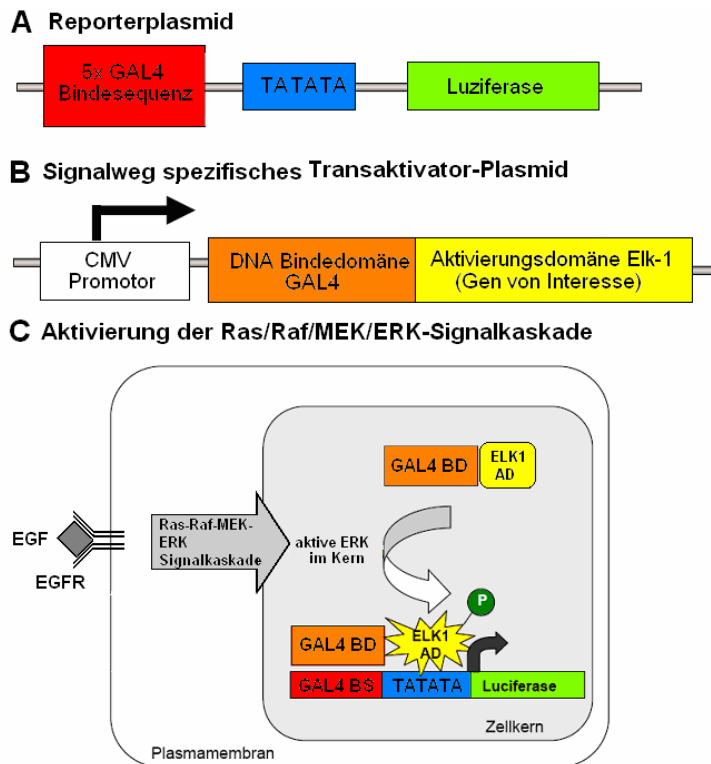 A Reporterplasmid
5x GAL4
Bindesequenz
TATATA
Luziferase
B Signalweg spezifisches Transaktivator-Plasmid
CMV
Promotor
DNA Bindedomäne
GAL4
Aktivierungsdomäne Elk-1
(Gen von Interesse)
C Aktivierung der Ras/Raf/MEK/ERK-Signalkaskade
GAL4 BD
ELK1
AD
EGF
EGFR
Ras-Raf-MEK-
ERK
Signalkaskade
aktive ERK
im Kern
P
GAL4 BD
ELK1
AD
GAL4 BS
TATATA
Luciferase
Zellkern
Plasmamembran